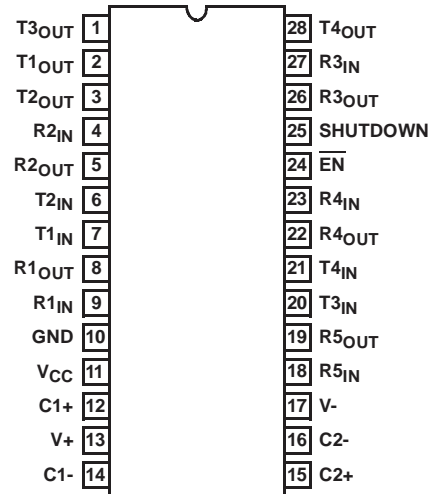 T3OUT 1 28 T4OUT
T1OUT 2 27 R3IN
T2OUT 3 26 R3OUT
R2IN 4 25 SHUTDOWN
R2OUT 5 24 E̅N̅
T2IN 6 23 R4IN
T1IN 7 22 R4OUT
R1OUT 8 21 T4IN
R1IN 9 20 T3IN
GND 10 19 R5OUT
VCC 11 18 R5IN
C1+ 12 17 V-
V+ 13 16 C2-
C1- 14 15 C2+